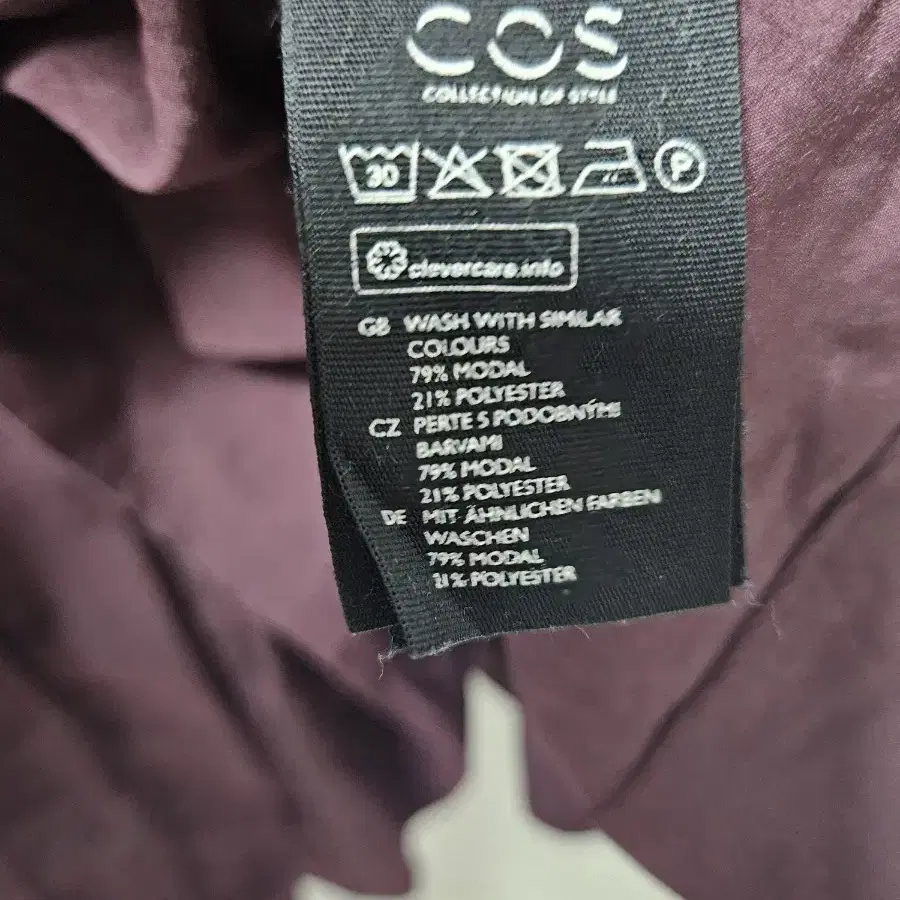 COS
COLLECTION OF STYLE
30 P
clevercare.info
GB WASH WITH SIMILAR
COLOURS
79% MODAL
21% POLYESTER
CZ PERTE S PODOBNÝMI
BARVAMI
79% MODAL
21% POLYESTER
DE MIT ÄHNLICHEN FARBEN
WASCHEN
79% MODAL
21% POLYESTER